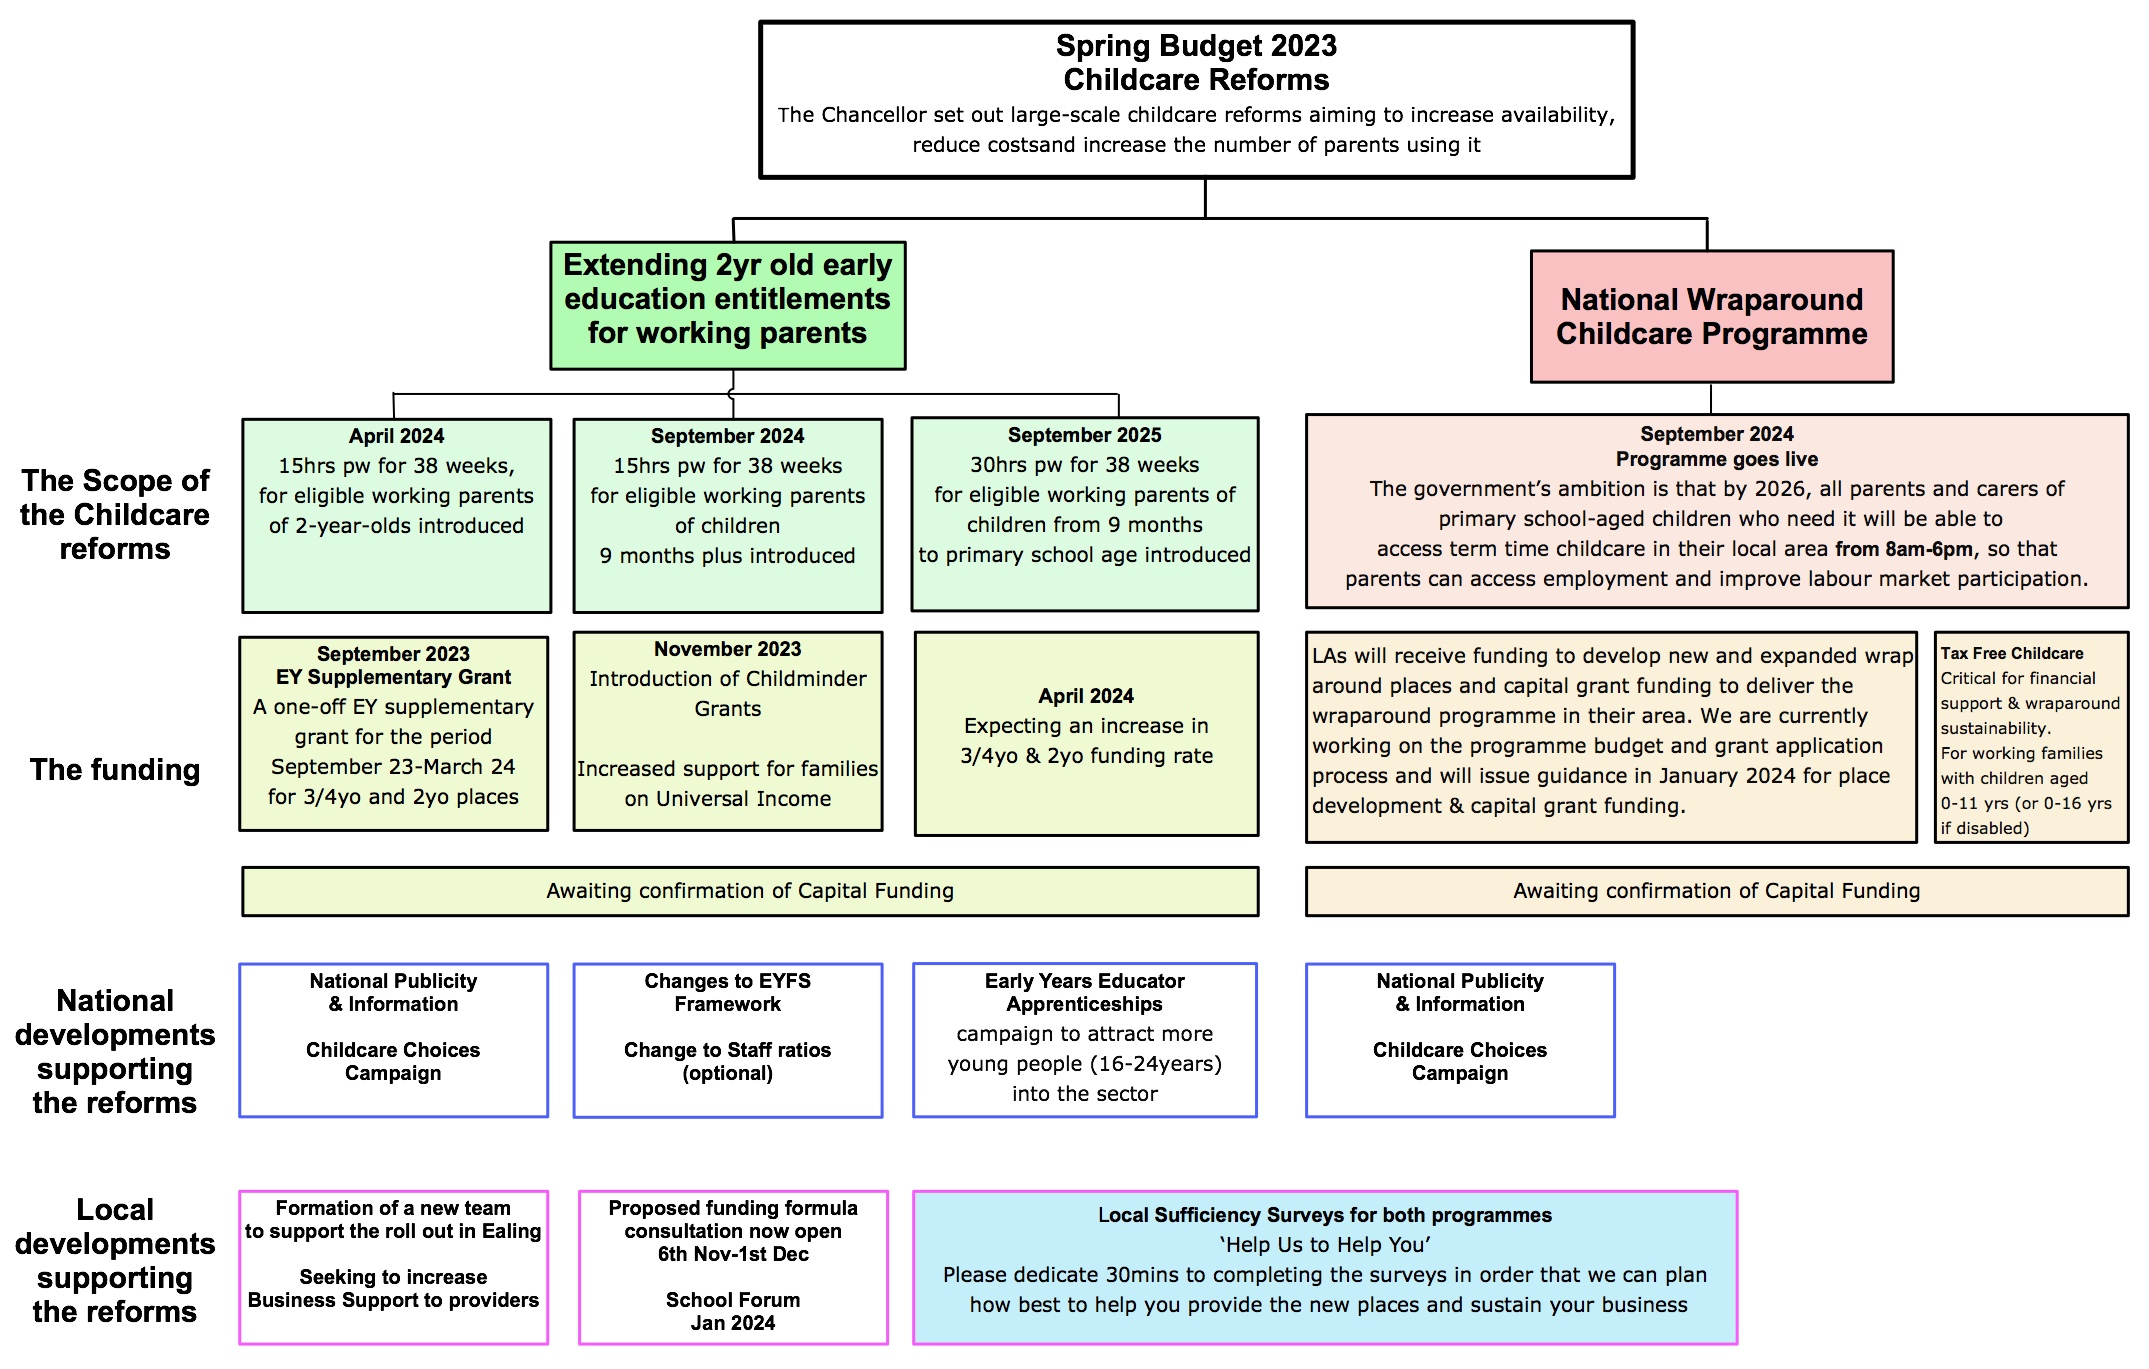 Spring Budget 2023
Childcare Reforms
The Chancellor set out large-scale childcare reforms aiming to increase availability,
reduce costsand increase the number of parents using it
Extending 2yr old early
education entitlements
for working parents
National Wraparound
Childcare Programme
The Scope of
the Childcare
reforms
April 2024
15hrs pw for 38 weeks,
for eligible working parents
of 2-year-olds introduced
September 2024
15hrs pw for 38 weeks
for eligible working parents
of children
9 months plus introduced
September 2025
30hrs pw for 38 weeks
for eligible working parents of
children from 9 months
to primary school age introduced
September 2024
Programme goes live
The government’s ambition is that by 2026, all parents and carers of
primary school-aged children who need it will be able to
access term time childcare in their local area from 8am-6pm, so that
parents can access employment and improve labour market participation.
The funding
September 2023
EY Supplementary Grant
A one-off EY supplementary
grant for the period
September 23-March 24
for 3/4yo and 2yo places
November 2023
Introduction of Childminder
Grants
Increased support for families
on Universal Income
April 2024
Expecting an increase in
3/4yo & 2yo funding rate
LAs will receive funding to develop new and expanded wrap
around places and capital grant funding to deliver the
wraparound programme in their area. We are currently
working on the programme budget and grant application
process and will issue guidance in January 2024 for place
development & capital grant funding.
Tax Free Childcare
Critical for financial
support & wraparound
sustainability.
For working families
with children aged
0-11 yrs (or 0-16 yrs
if disabled)
Awaiting confirmation of Capital Funding
Awaiting confirmation of Capital Funding
National
developments
supporting
the reforms
National Publicity
& Information
Childcare Choices
Campaign
Changes to EYFS
Framework
Change to Staff ratios
(optional)
Early Years Educator
Apprenticeships
campaign to attract more
young people (16-24years)
into the sector
National Publicity
& Information
Childcare Choices
Campaign
Local
developments
supporting
the reforms
Formation of a new team
to support the roll out in Ealing
Seeking to increase
Business Support to providers
Proposed funding formula
consultation now open
6th Nov-1st Dec
School Forum
Jan 2024
Local Sufficiency Surveys for both programmes
‘Help Us to Help You’
Please dedicate 30mins to completing the surveys in order that we can plan
how best to help you provide the new places and sustain your business